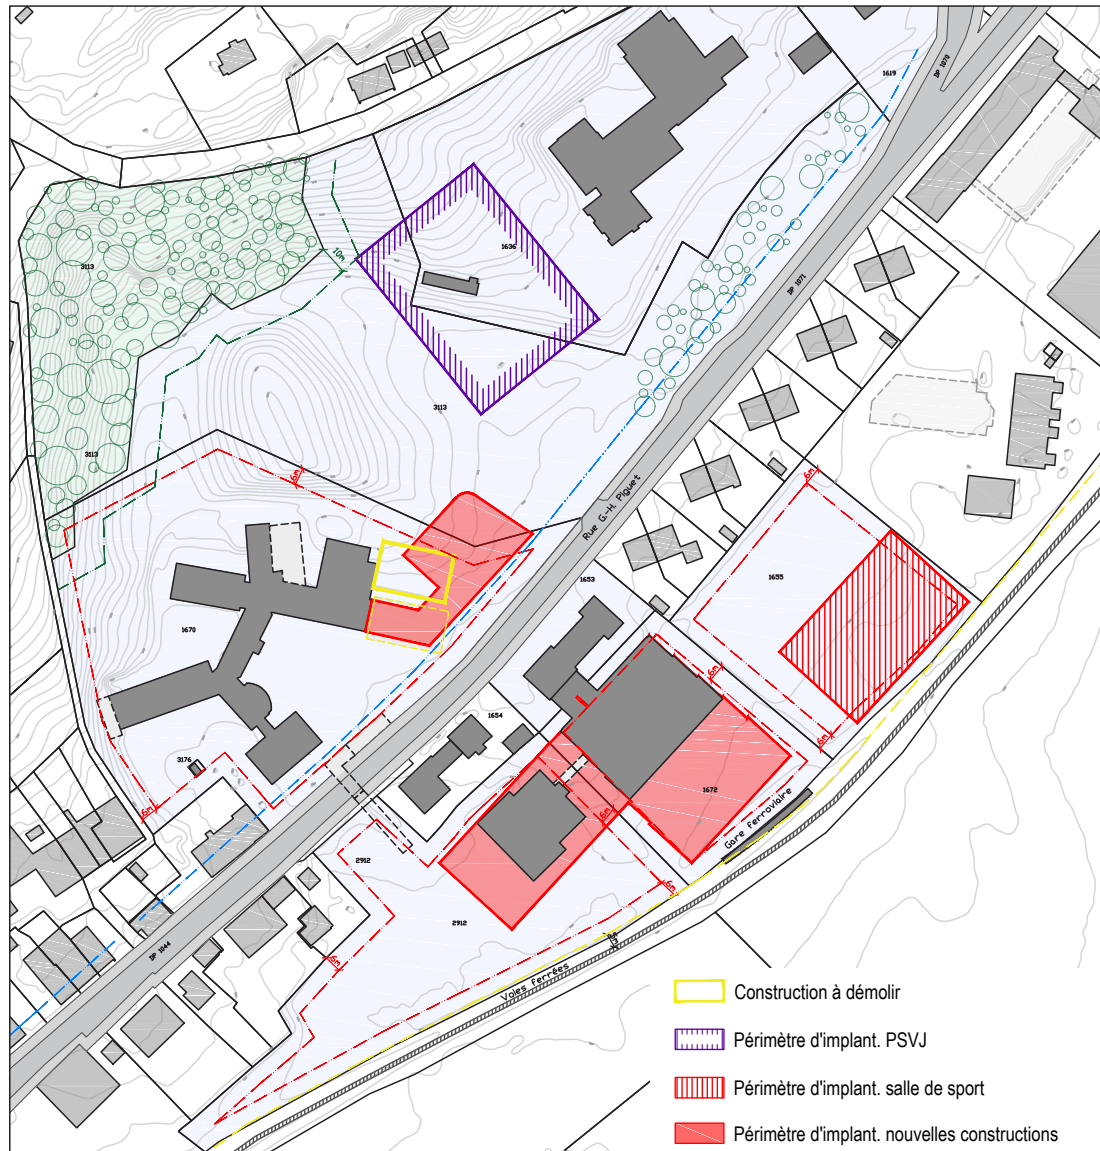 1619
DP 1070
1636
10m
3113
DP 1071
3113
3113
6m
6m
Rue G.-H. Piguet
1653
1655
1670
6m
1654
3176
6m
6m
1672
6m
Gare ferroviaire
2912
6m
2912
6m
DP 1044
Voies ferrées
Construction à démolir
Périmètre d'implant. PSVJ
Périmètre d'implant. salle de sport
Périmètre d'implant. nouvelles constructions